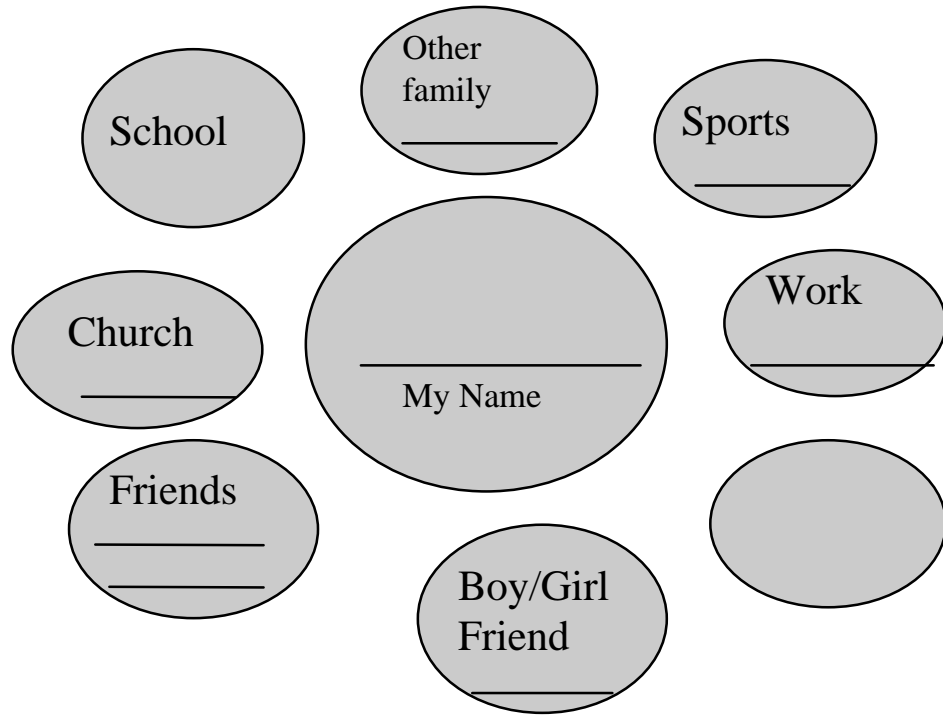 Other
family
School
Sports
Work
Church
My Name
Friends
Boy/Girl
Friend